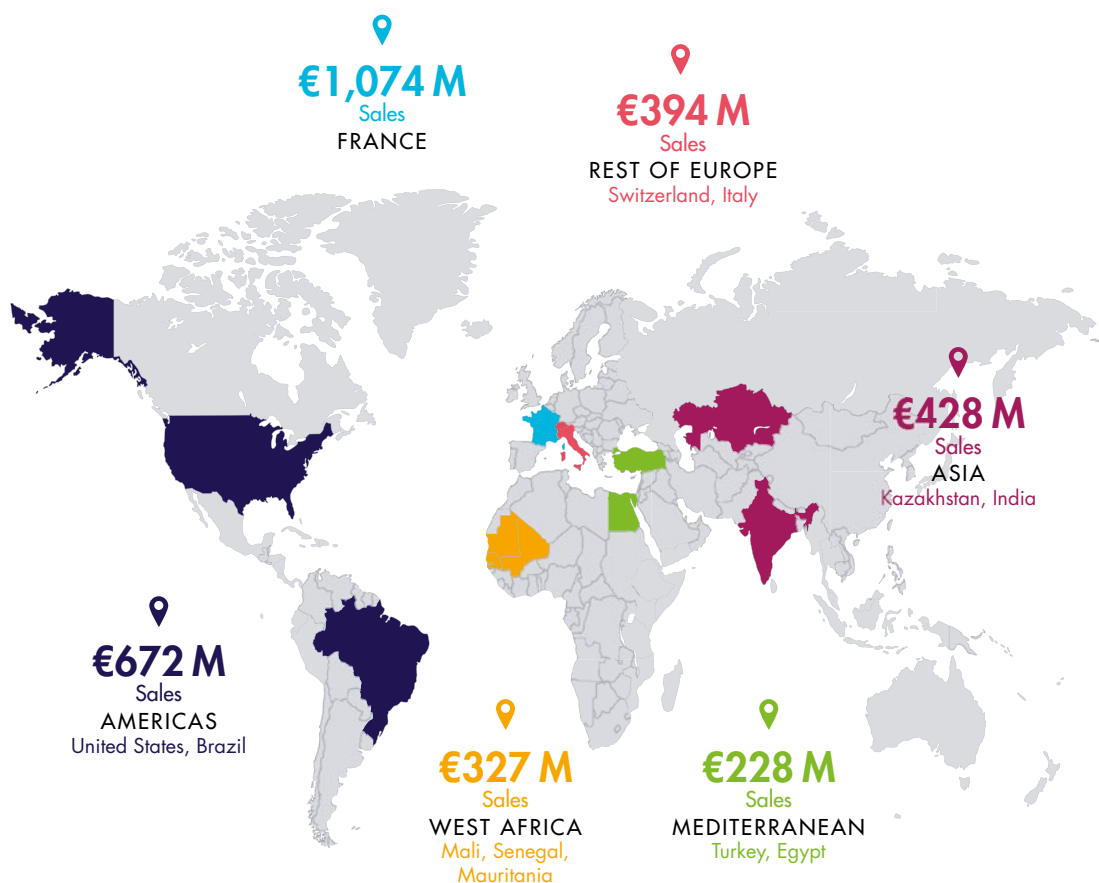 €1,074 M
Sales
FRANCE
€394 M
Sales
REST OF EUROPE
Switzerland, Italy
€428 M
Sales
ASIA
Kazakhstan, India
€672 M
Sales
AMERICAS
United States, Brazil
€327 M
Sales
WEST AFRICA
Mali, Senegal,
Mauritania
€228 M
Sales
MEDITERRANEAN
Turkey, Egypt